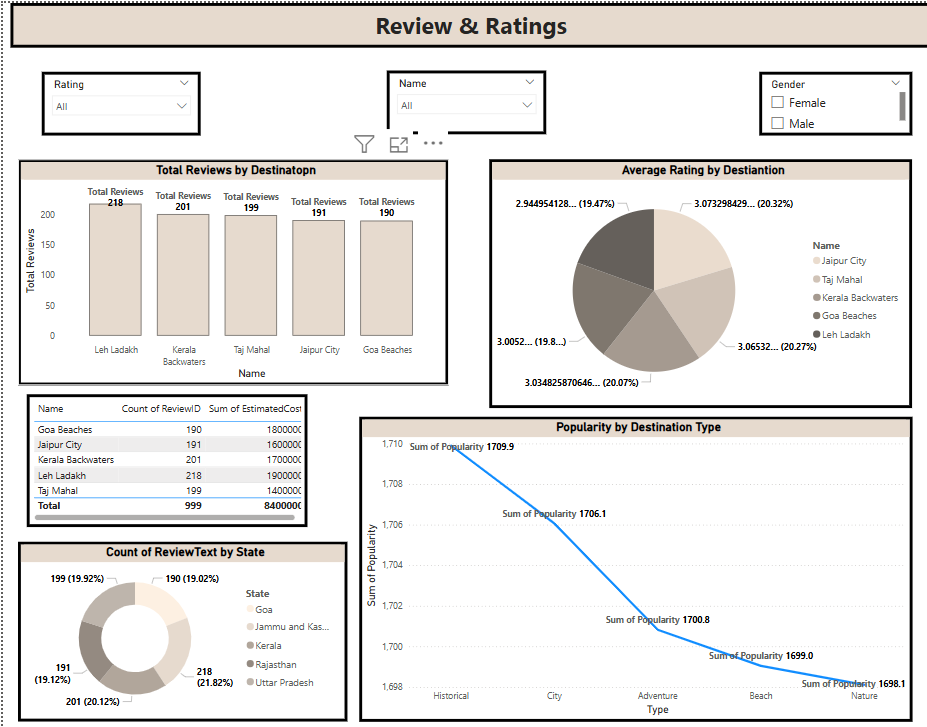 Review & Ratings
Rating
All
Name
All
Gender
Female
Male
Total Reviews by Destinatopn
Total Reviews
200
150
100
50
0
Total Reviews
218
Total Reviews
201
Total Reviews
199
Total Reviews
191
Total Reviews
190
Leh Ladakh
Kerala
Backwaters
Taj Mahal
Jaipur City
Goa Beaches
Name
Average Rating by Destiantion
2.944954128... (19.47%)
3.073298429... (20.32%)
3.0052... (19.8...)
3.06532... (20.27%)
3.034825870646... (20.07%)
Name
Jaipur City
Taj Mahal
Kerala Backwaters
Goa Beaches
Leh Ladakh
Name Count of ReviewID Sum of EstimatedCost
Goa Beaches 190 1800000
Jaipur City 191 1600000
Kerala Backwaters 201 1700000
Leh Ladakh 218 1900000
Taj Mahal 199 1400000
Total 999 8400000
Popularity by Destination Type
Sum of Popularity
1,710
1,708
1,706
1,704
1,702
1,700
1,698
Sum of Popularity 1709.9
Sum of Popularity 1706.1
Sum of Popularity 1700.8
Sum of Popularity 1699.0
Sum of Popularity 1698.1
Historical
City
Adventure
Beach
Nature
Type
Count of ReviewText by State
199 (19.92%)
190 (19.02%)
191
(19.12%)
218
(21.82%)
201 (20.12%)
State
Goa
Jammu and Kas...
Kerala
Rajasthan
Uttar Pradesh